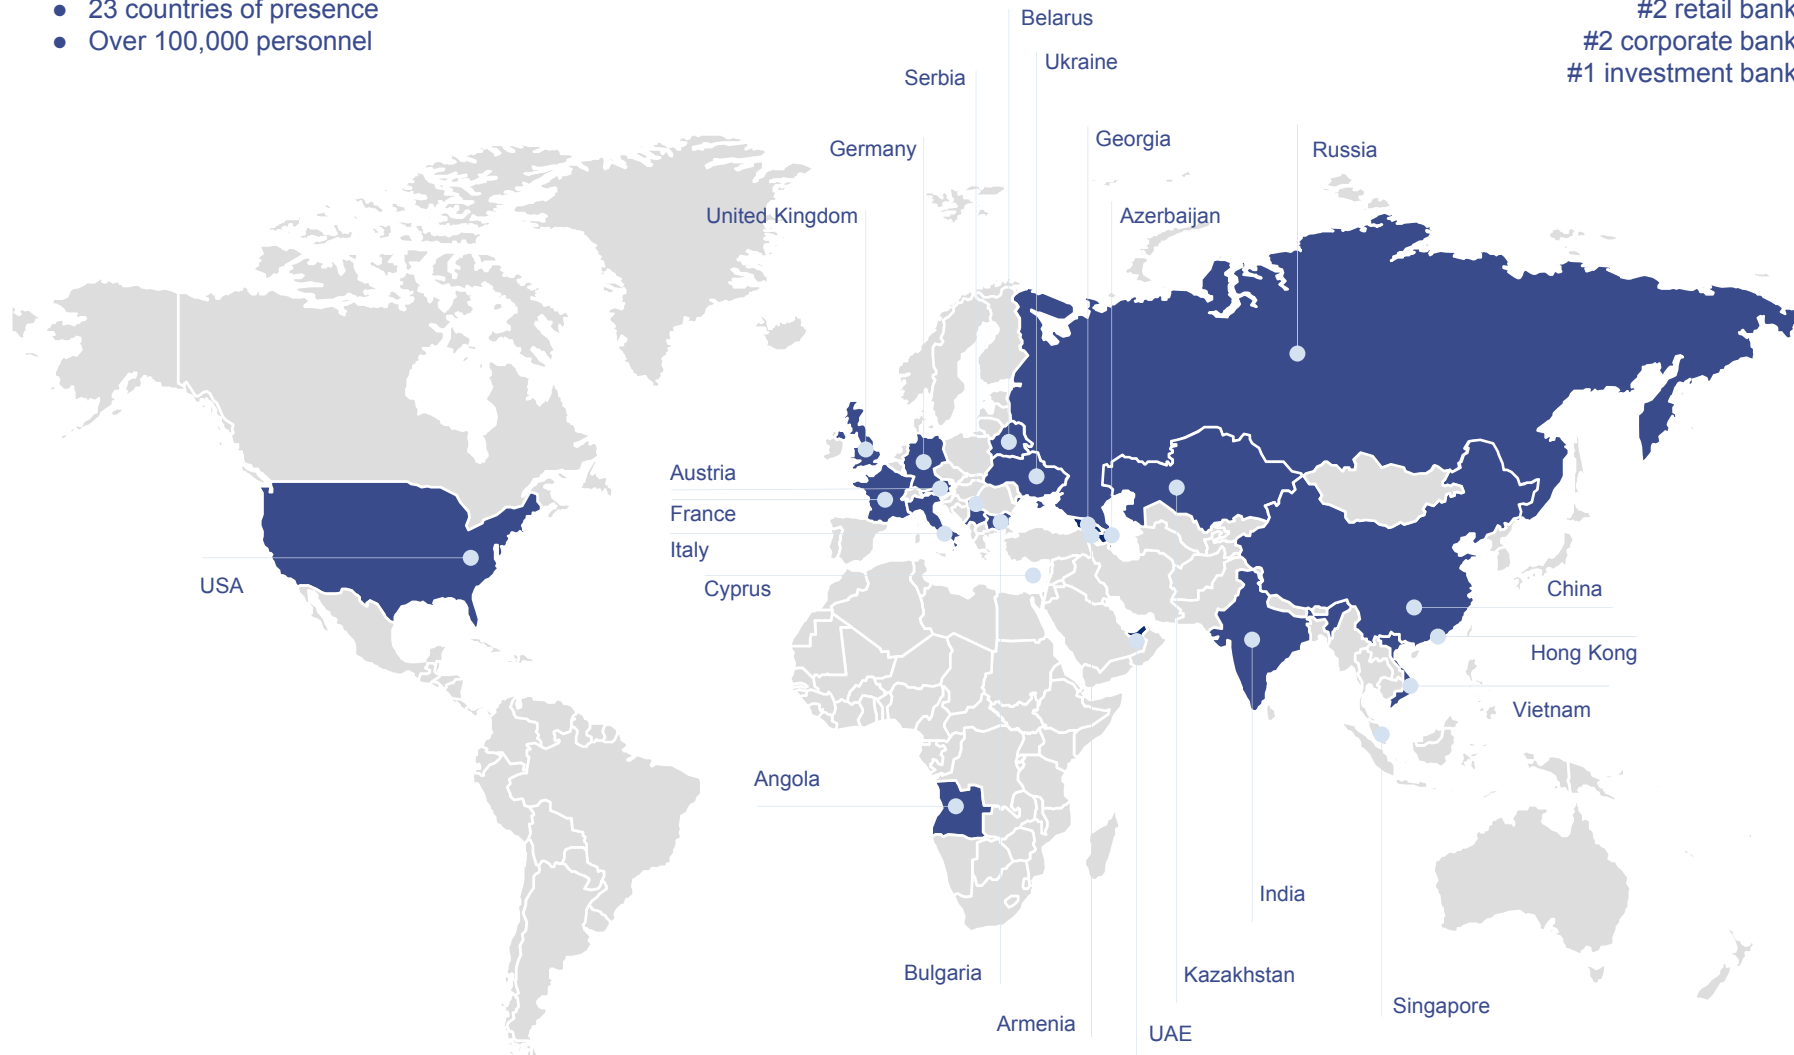 ● 23 countries of presence
● Over 100,000 personnel
#2 retail bank
#2 corporate bank
#1 investment bank
Belarus
Ukraine
Serbia
Georgia
Germany
Russia
United Kingdom
Azerbaijan
Austria
France
Italy
USA
Cyprus
China
Hong Kong
Vietnam
Angola
India
Bulgaria
Kazakhstan
Singapore
Armenia
UAE